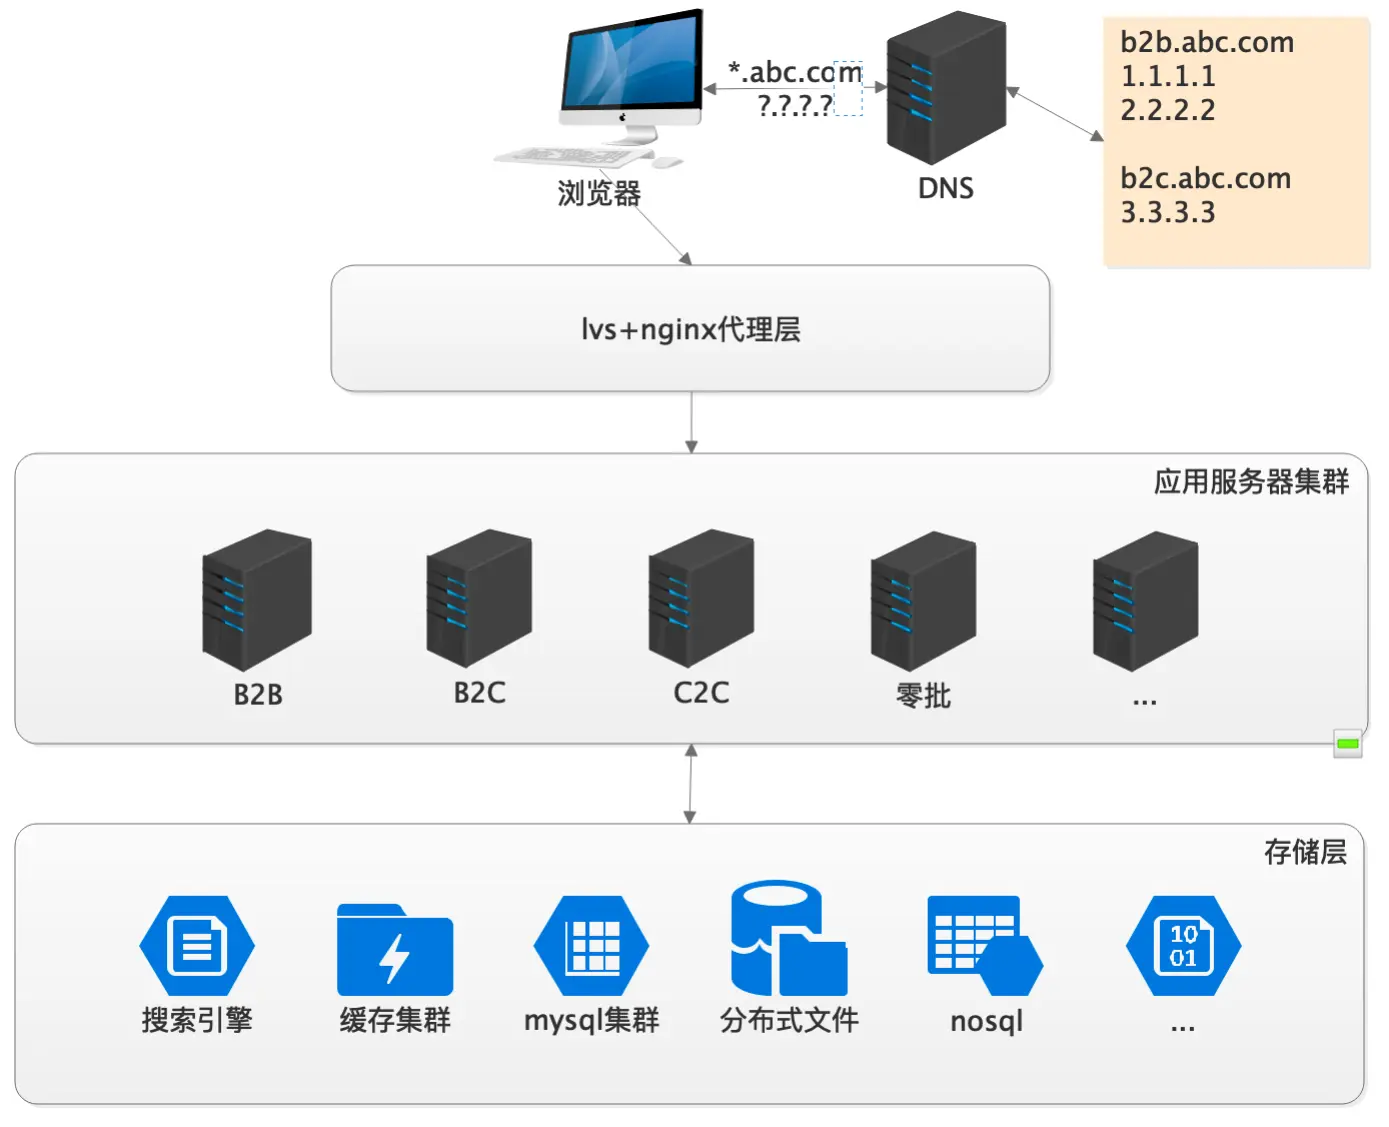 *.abc.com
?.?.?.?
b2b.abc.com
1.1.1.1
2.2.2.2
b2c.abc.com
3.3.3.3
浏览器
DNS
lvs+nginx代理层
应用服务器集群
B2B
B2C
C2C
零批
...
存储层
10
01
搜索引擎
缓存集群
mysql集群
分布式文件
nosql
...